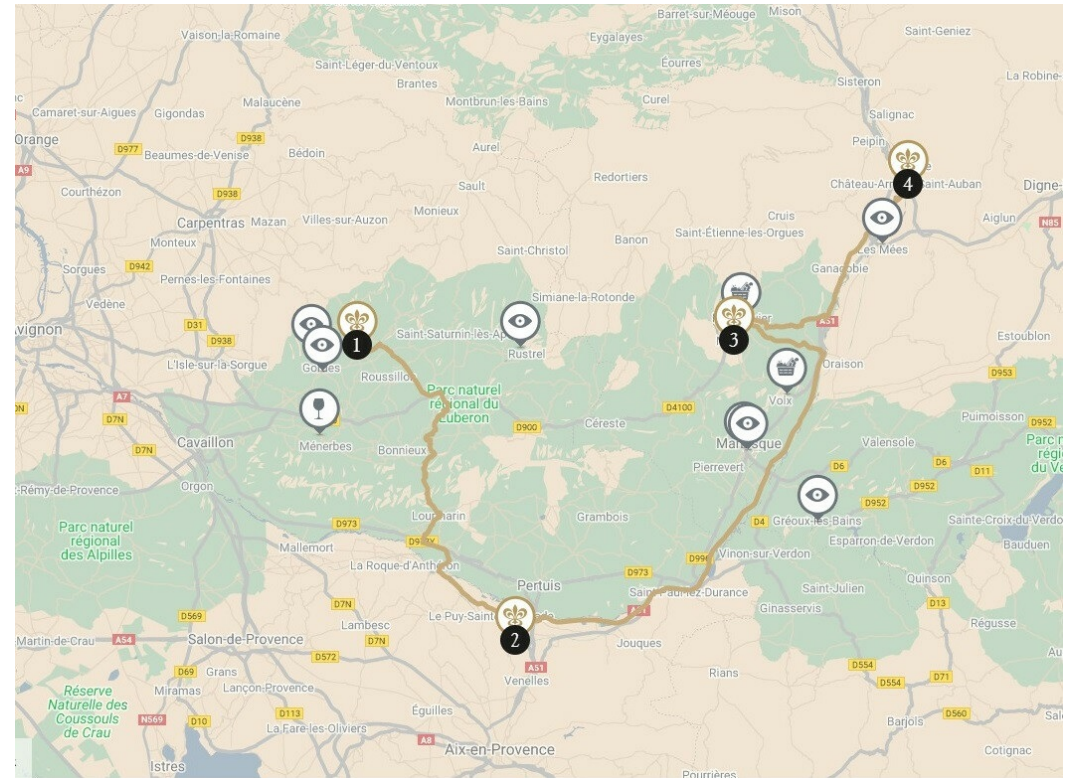 Barret-sur-Méouge
Mison
Vaison-la-Romaine
Eygalayes
Saint-Geniez
Saint-Léger-du-Ventoux
Éourres
Brantes
Sisteron
La Robine-
Malaucène
Montbrun-les-Bains
Curel
Camaret-sur-Aigues
Gigondas
Salignac
Orange
D938
Peipin
D977
Beaumes-de-Venise
Bédoin
Aurel
A9
Redortiers
Courthézon
D938
Sault
Château-Arn
Saint-Auban
4
Digne-
Monieux
Carpentras
Mazan
Villes-sur-Auzon
Cruis
Aiglun
N85
Monteux
Saint-Christol
Banon
Saint-Étienne-les-Orgues
Les Mées
Sorgues
D942
Pernes-les-Fontaines
Ganagobie
Vedène
Simiane-la-Rotonde
Avignon
D31
D938
1
Saint-Saturnin-lès-Ap
3
A51
Estoublon
L'Isle-sur-la-Sorgue
Gordes
Rustrel
Oraison
Roussillon
D953
A7
Parc naturel
régional du
Luberon
Volx
D7N
D4100
Puimoisson
D952
D900
Céreste
Cavaillon
Ménerbes
Bonnieux
Manosque
Valensole
D7N
Pierrevert
D6
D6
D11
Parc n
régi
du Ve
-Rémy-de-Provence
Orgon
D952
D952
Lourmarin
Grambois
D4
Gréoux-les-Bains
Sainte-Croix-du-Verdo
Parc naturel
régional
des Alpilles
D973
Mallemort
Esparron-de-Verdon
Bauduen
La Roque-d'Anthéron
D996
Vinon-sur-Verdon
D973
Pertuis
Saint-Paul-lez-Durance
Saint-Julien
Quinson
D569
D7N
Le Puy-Sainte
Ginasservis
D13
Lambesc
2
Régusse
-Martin-de-Crau
A54
Salon-de-Provence
D7N
Jouques
D572
A51
D554
D69
Grans
Venelles
Rians
D71
Réserve
Naturelle des
Coussouls
de Crau
Miramas
Lançon-Provence
D554
N569
D10
D113
Éguilles
Barjols
D560
La Fare-les-Oliviers
A8
Aix-en-Provence
Cotignac
Istres
Pourrières